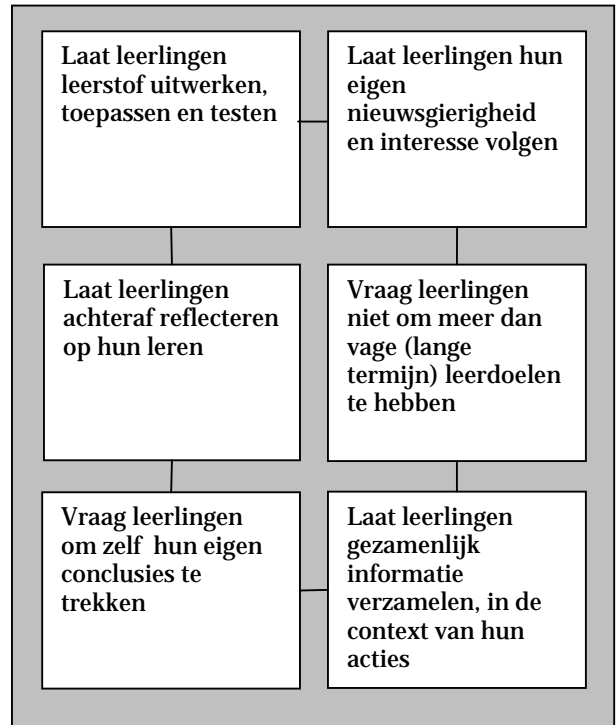 Laat leerlingen
leerstof uitwerken,
toepassen en testen
Laat leerlingen hun
eigen
nieuwsgierigheid
en interesse volgen
Laat leerlingen
achteraf reflecteren
op hun leren
Vraag leerlingen
niet om meer dan
vage (lange
termijn) leerdoelen
te hebben
Vraag leerlingen
om zelf  hun eigen
conclusies te
trekken
Laat leerlingen
gezamenlijk
informatie
verzamelen, in de
context van hun
acties